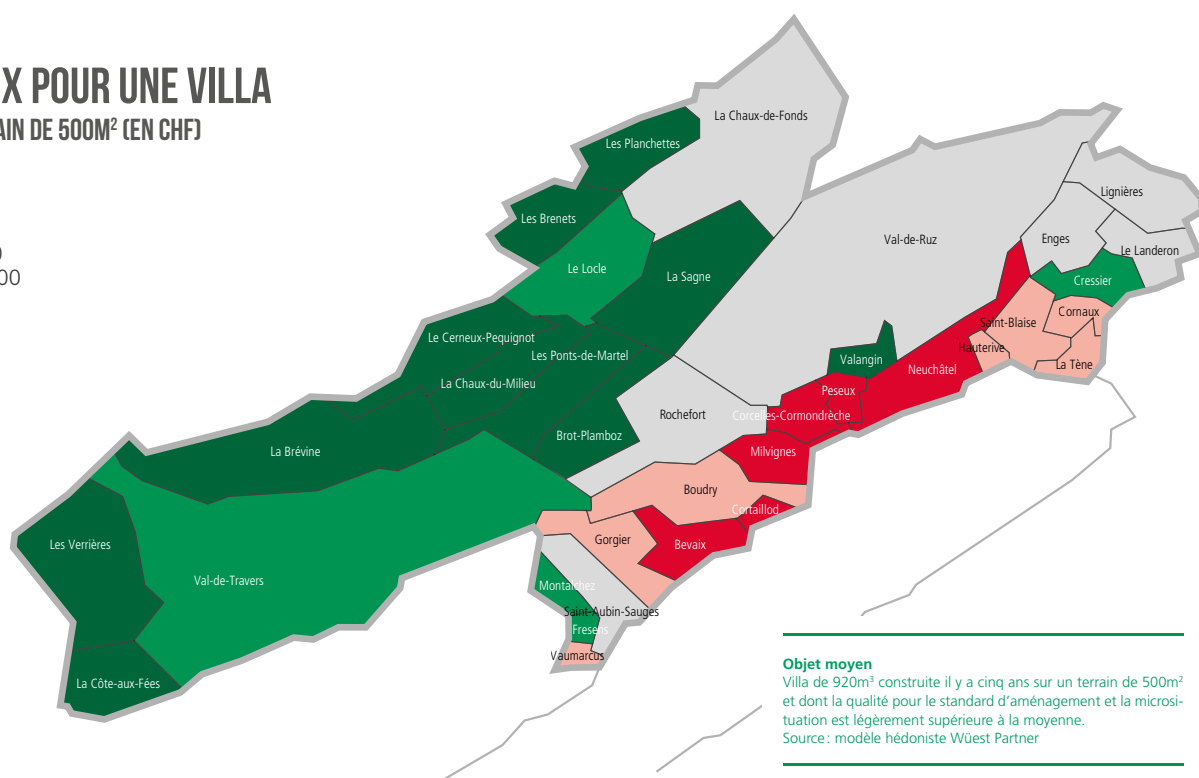 X POUR UNE VILLA
AIN DE 500M² (EN CHF)
0
00
La Chaux-de-Fonds
Les Planchettes
Lignières
Les Brenets
Enges
Val-de-Ruz
Le Landeron
Le Locle
La Sagne
Cressier
Cornaux
Saint-Blaise
Le Cerneux-Pequignot
Hauterive
Les Ponts-de-Martel
Valangin
La Tène
Neuchâtel
La Chaux-du-Milieu
Peseux
Rochefort
Corcelles-Cormondrèche
Brot-Plamboz
La Brévine
Milvignes
Boudry
Cortaillod
Les Verrières
Gorgier
Bevaix
Val-de-Travers
Montalchez
Saint-Aubin-Sauges
Fresens
Vaumarcus
La Côte-aux-Fées
Objet moyen
Villa de 920m³ construite il y a cinq ans sur un terrain de 500m²
et dont la qualité pour le standard d'aménagement et la microsi-
tuation est légèrement supérieure à la moyenne.
Source : modèle hédoniste Wüest Partner